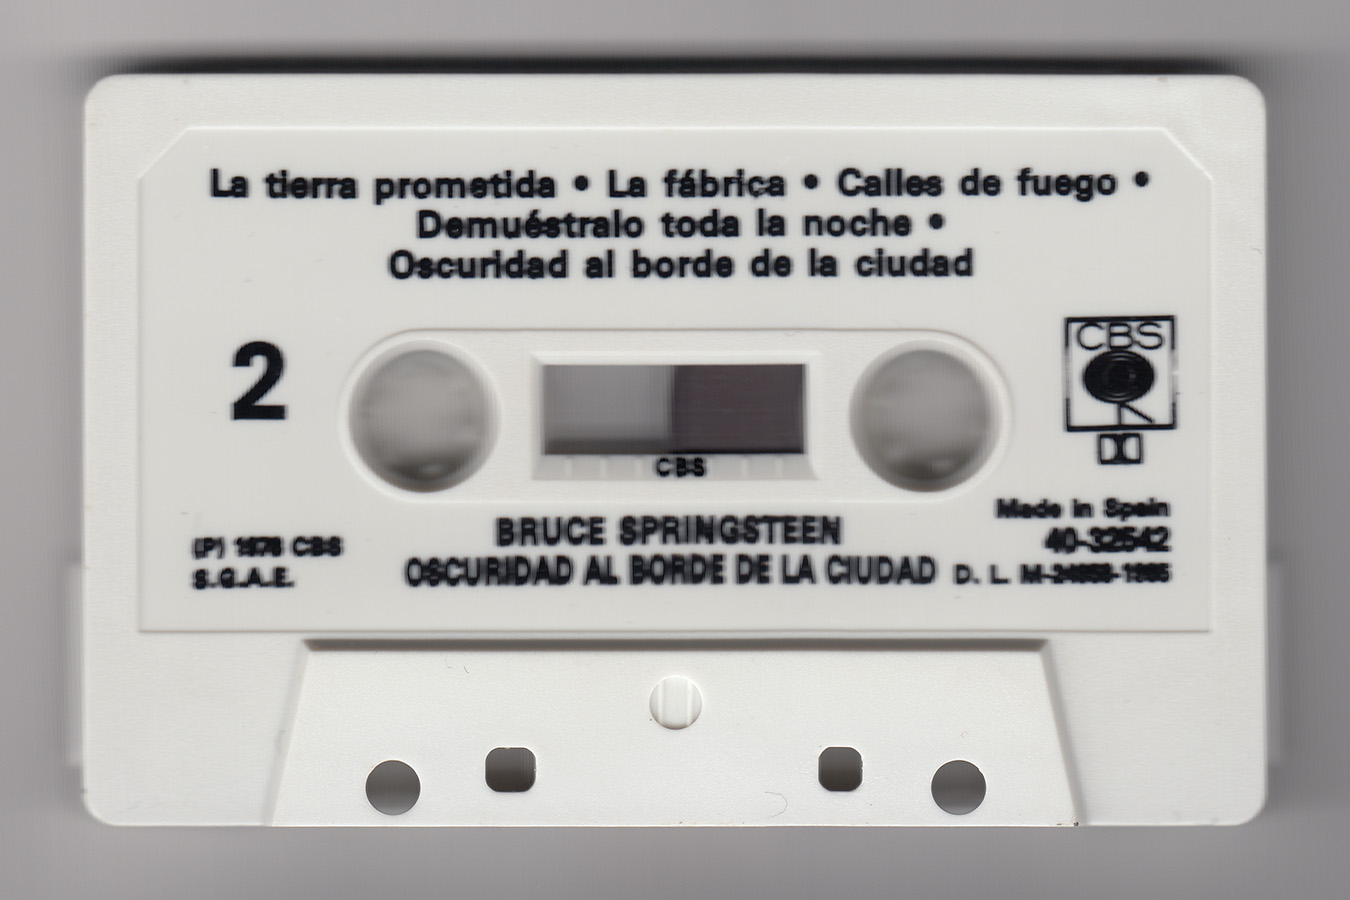 La tierra prometida • La fábrica • Calles de fuego •
Demuéstralo toda la noche •
Oscuridad al borde de la ciudad
2
CBS
CBS
BRUCE SPRINGSTEEN
OSCURIDAD AL BORDE DE LA CIUDAD
(P) 1978 CBS
S.G.A.E.
Made in Spain
40-32542
D. L.